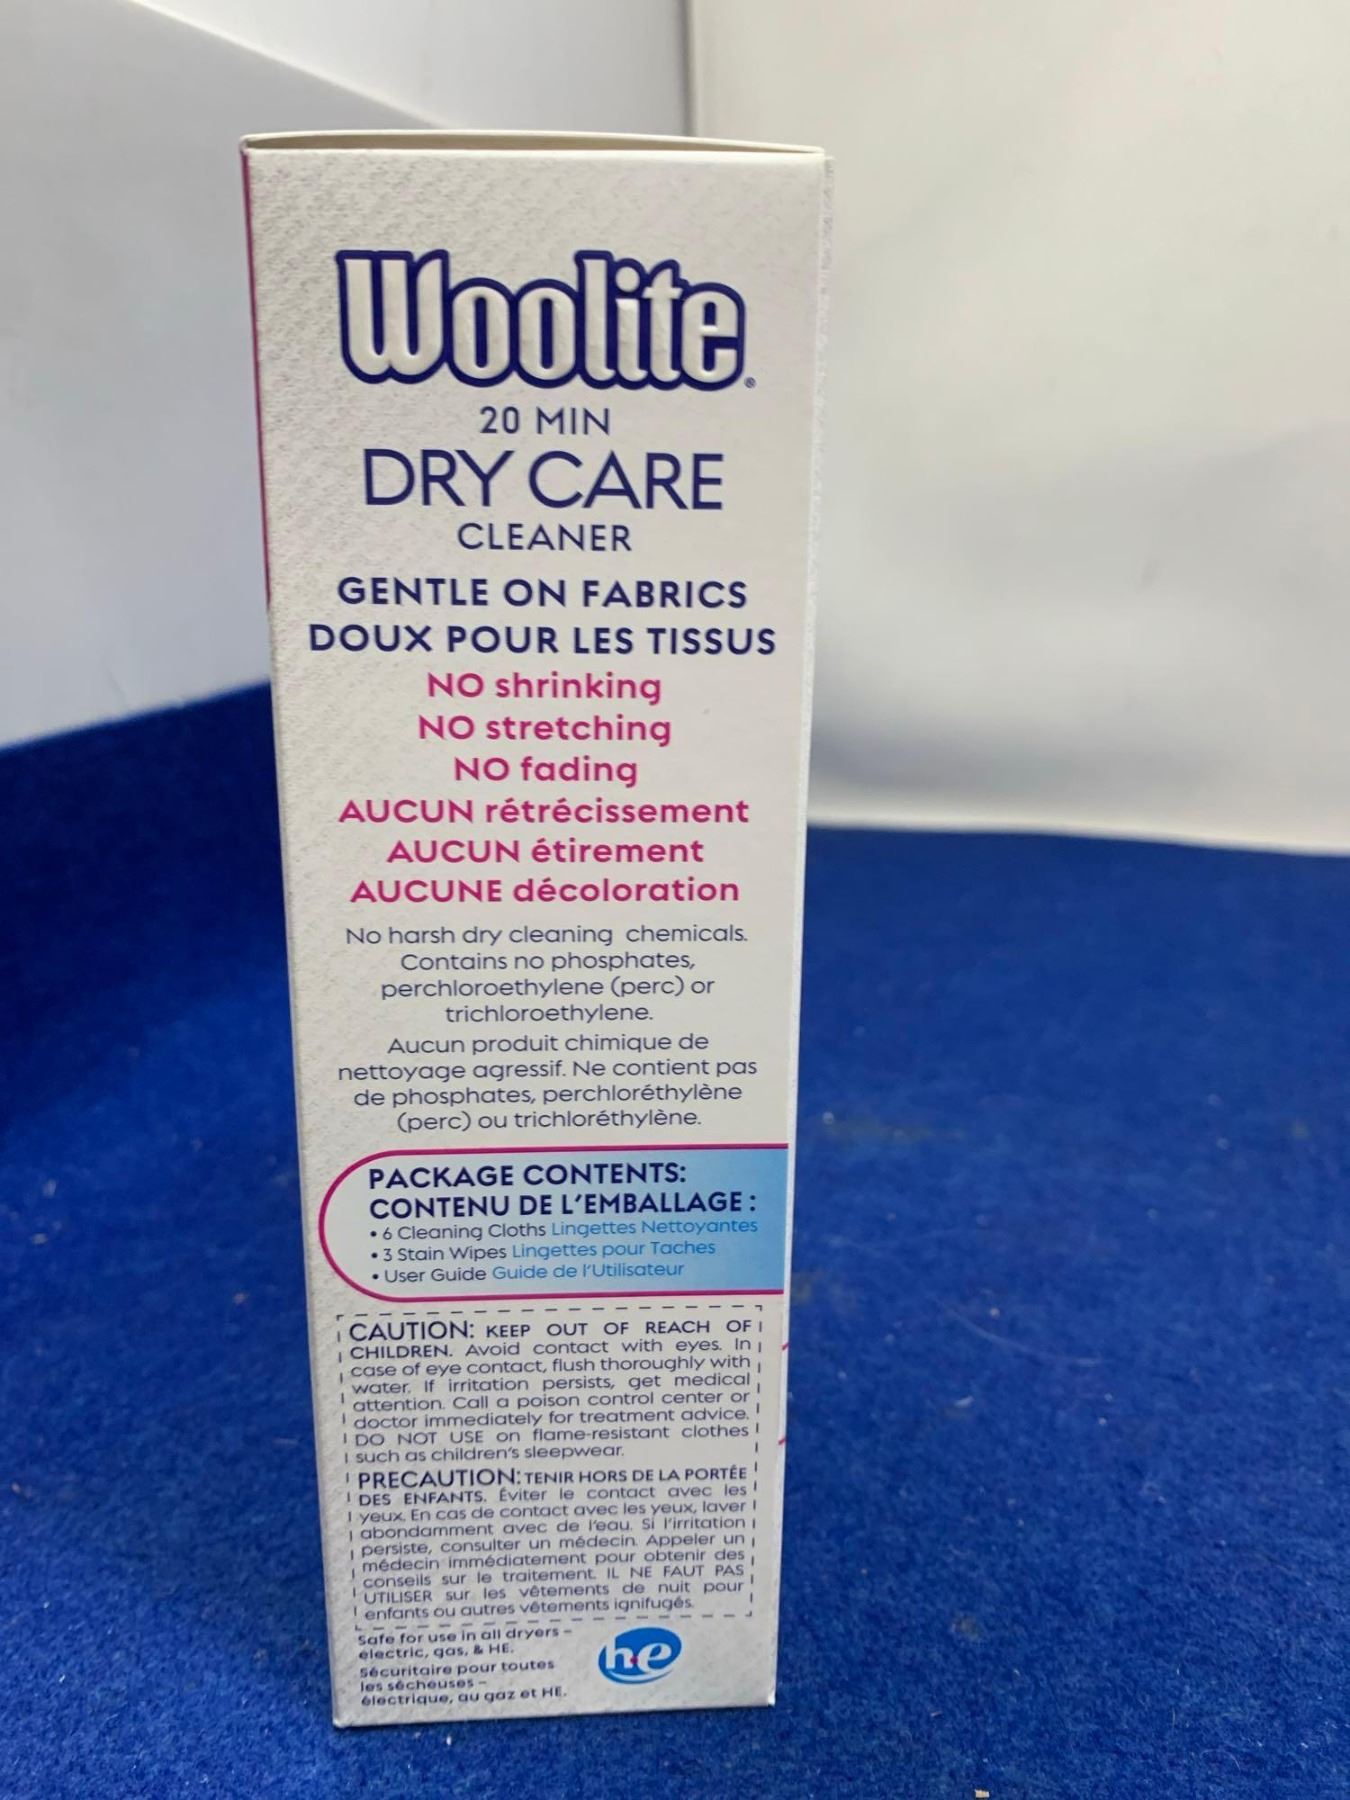 Woolite®
20 MIN
DRY CARE
CLEANER
GENTLE ON FABRICS
DOUX POUR LES TISSUS
NO shrinking
NO stretching
NO fading
AUCUN rétrécissement
AUCUN étirement
AUCUNE décoloration
No harsh dry cleaning chemicals.
Contains no phosphates,
perchloroethylene (perc) or
trichloroethylene.
Aucun produit chimique de
nettoyage agressif. Ne contient pas
de phosphates, perchloréthylène
(perc) ou trichloréthylène.
PACKAGE CONTENTS:
CONTENU DE L'EMBALLAGE :
• 6 Cleaning Cloths Lingettes Nettoyantes
• 3 Stain Wipes Lingettes pour Taches
• User Guide Guide de l'Utilisateur
CAUTION: KEEP OUT OF REACH OF
CHILDREN. Avoid contact with eyes. In
case of eye contact, flush thoroughly with
water. If irritation persists, get medical
attention. Call a poison control center or
doctor immediately for treatment advice.
DO NOT USE on flame-resistant clothes
such as children's sleepwear.
PRECAUTION: TENIR HORS DE LA PORTÉE
DES ENFANTS. Éviter le contact avec les
yeux. En cas de contact avec les yeux, laver
abondamment avec de l'eau. Si l'irritation
persiste, consulter un médecin. Appeler un
médecin immédiatement pour obtenir des
conseils sur le traitement. IL NE FAUT PAS
UTILISER sur les vêtements de nuit pour
enfants ou autres vêtements ignifugés.
Safe for use in all dryers –
electric, gas, & HE.
Sécuritaire pour toutes
les sécheuses –
électrique, au gaz et HE.
he